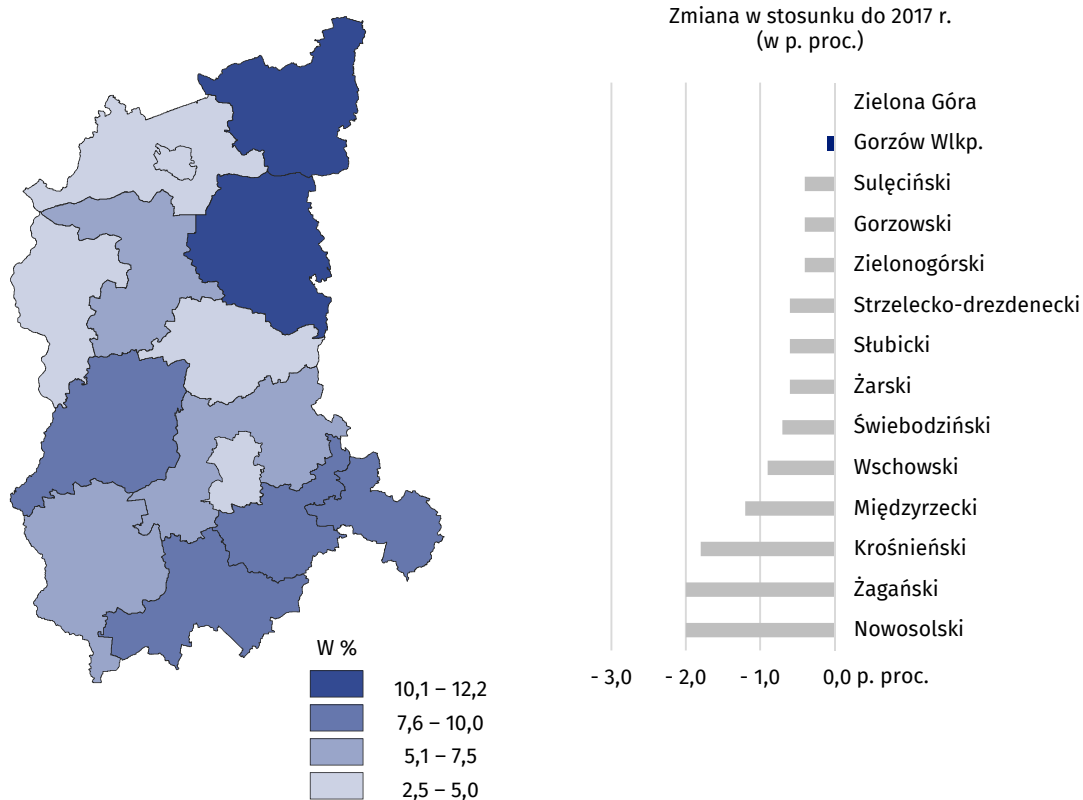 Zmiana w stosunku do 2017 r.
(w p. proc.)
Zielona Góra
Gorzów Wlkp.
Sulęciński
Gorzowski
Zielonogórski
Strzelecko-drezdenecki
Słubicki
Żarski
Świebodziński
Wschowski
Międzyrzecki
Krośnieński
Żagański
Nowosolski
- 3,0 - 2,0 - 1,0 0,0 p. proc.
W %
10,1 – 12,2
7,6 – 10,0
5,1 – 7,5
2,5 – 5,0